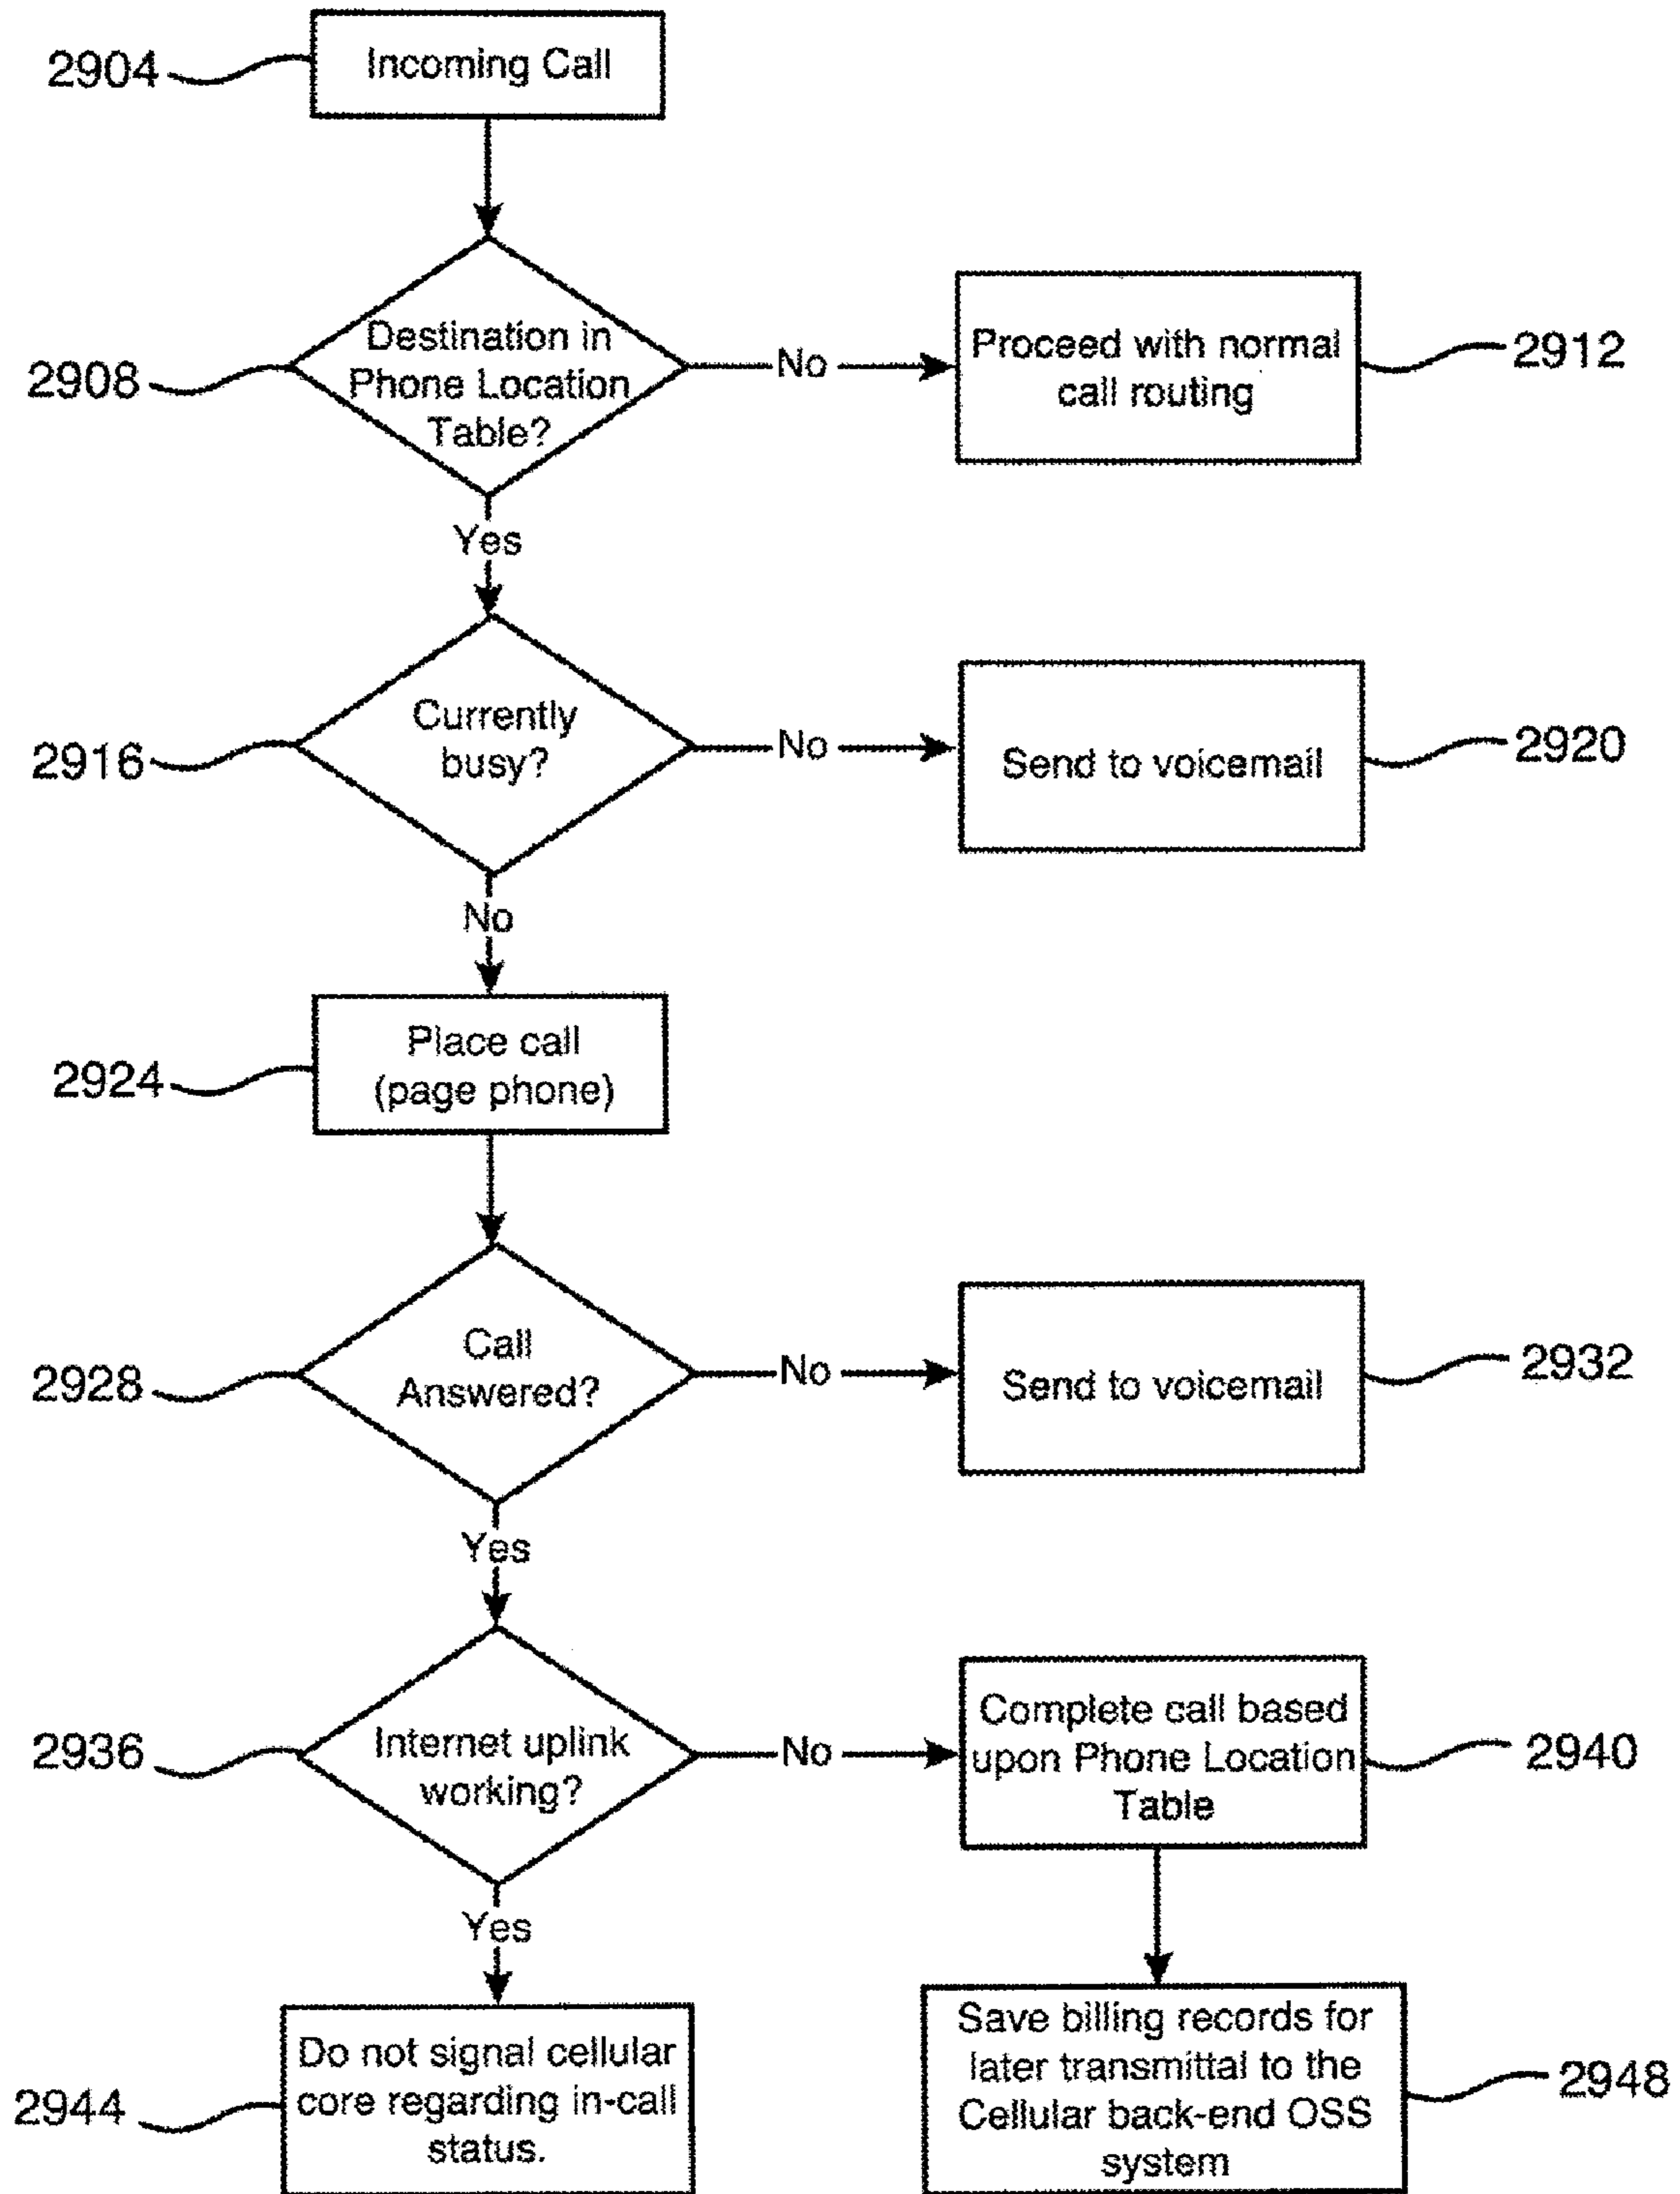 2904
Incoming Call
2908
Destination in
Phone Location
Table?
No
Proceed with normal
call routing
2912
Yes
2916
Currently
busy?
No
Send to voicemail
2920
No
2924
Place call
(page phone)
2928
Call
Answered?
No
Send to voicemail
2932
Yes
2936
Internet uplink
working?
No
Complete call based
upon Phone Location
Table
2940
Yes
2944
Do not signal cellular
core regarding in-call
status.
Save billing records for
later transmittal to the
Cellular back-end OSS
system
2948